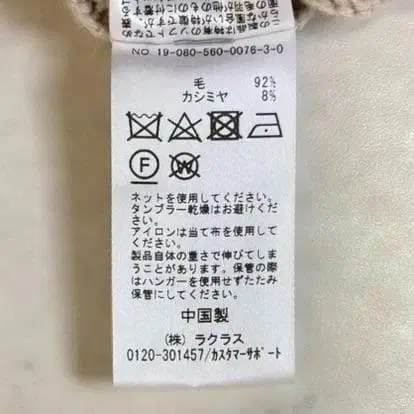 NO. 19-080-560-0076-3-0
毛 92%
カシミヤ 8%
F
W
ネットを使用してください。
タンブラー乾燥はお避けくだ
さい。
アイロンは当て布を使用して
ください。
製品自体の重さで伸びてしま
うことがあります。保管の際
はハンガーを使用せずたたみ
保管にしてください。
中国製
(株) ラクラス
0120-301457/カスタマーサポート